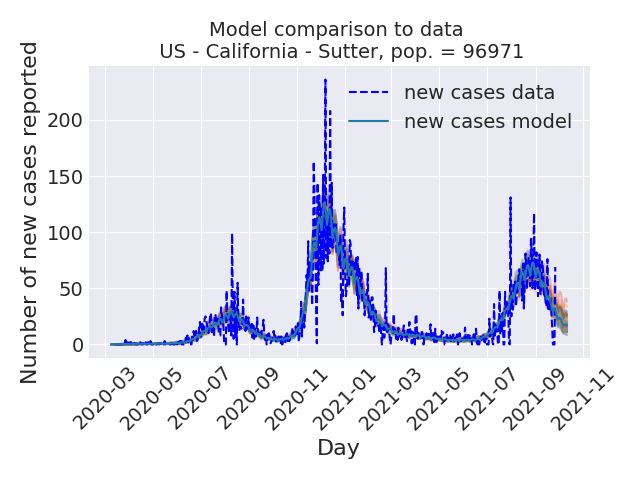 Model comparison to data
US - California - Sutter, pop. = 96971
Number of new cases reported
new cases data
new cases model
200
150
100
50
0
2020-03
2020-05
2020-07
2020-09
2020-11
2021-01
2021-03
2021-05
2021-07
2021-09
2021-11
Day